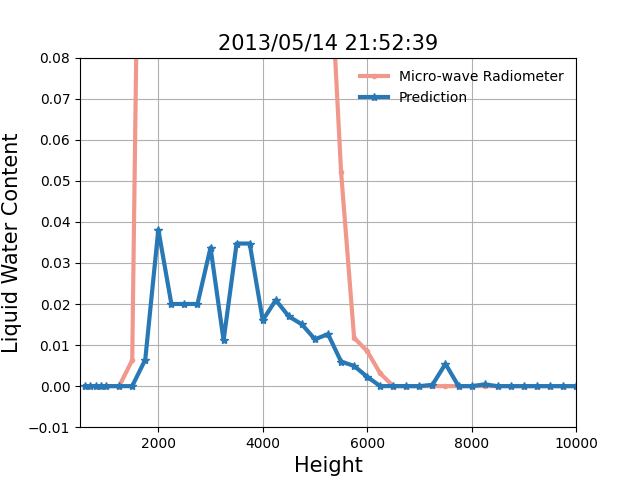 2013/05/14 21:52:39
Micro-wave Radiometer
Prediction
0.08
0.07
0.06
0.05
0.04
0.03
0.02
0.01
0.00
−0.01
Liquid Water Content
2000 4000 6000 8000 10000
Height